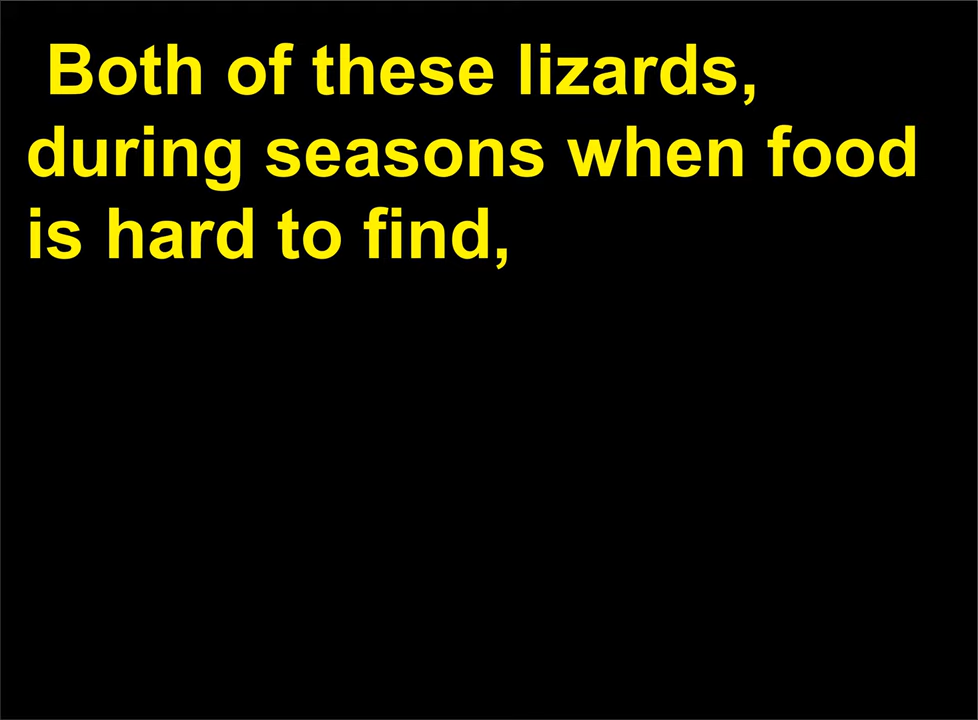 Both of these lizards,
during seasons when food
is hard to find,